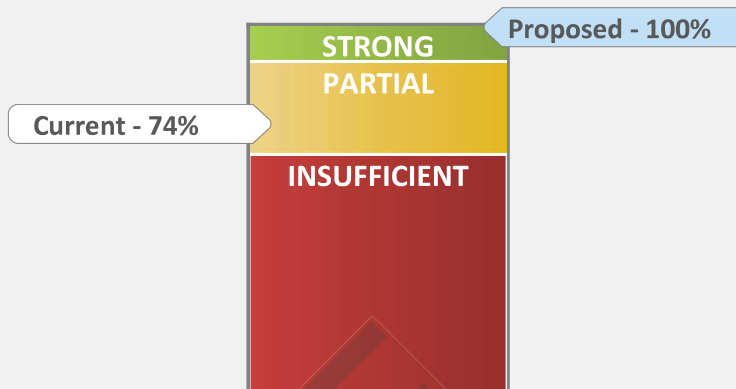 STRONG
Proposed - 100%
PARTIAL
Current - 74%
INSUFFICIENT